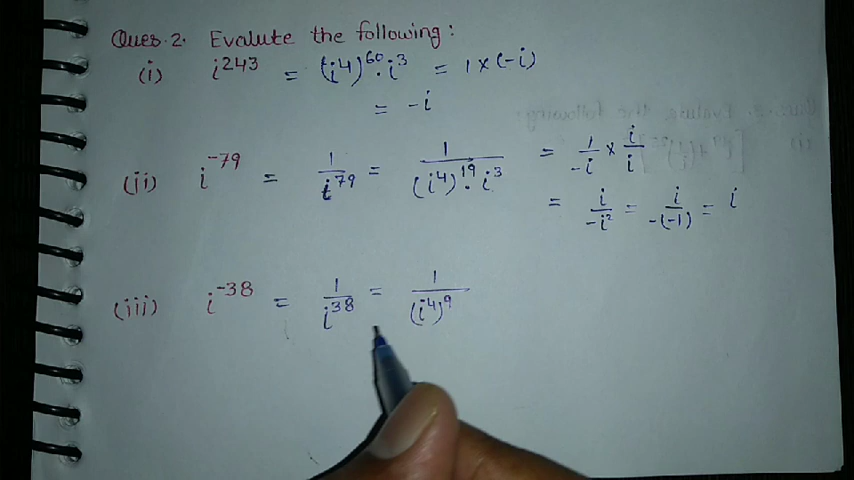 Ques. 2. Evalute the following:
(i) i^243 = (i^4)^60 · i^3 = 1 × (-i)
= -i
(ii) i^-79 = 1/i^79 = 1/((i^4)^19 · i^3) = 1/-i × i/i
= i/-i² = i/-(-1) = i
(iii) i^-38 = 1/i^38 = 1/(i^4)^9